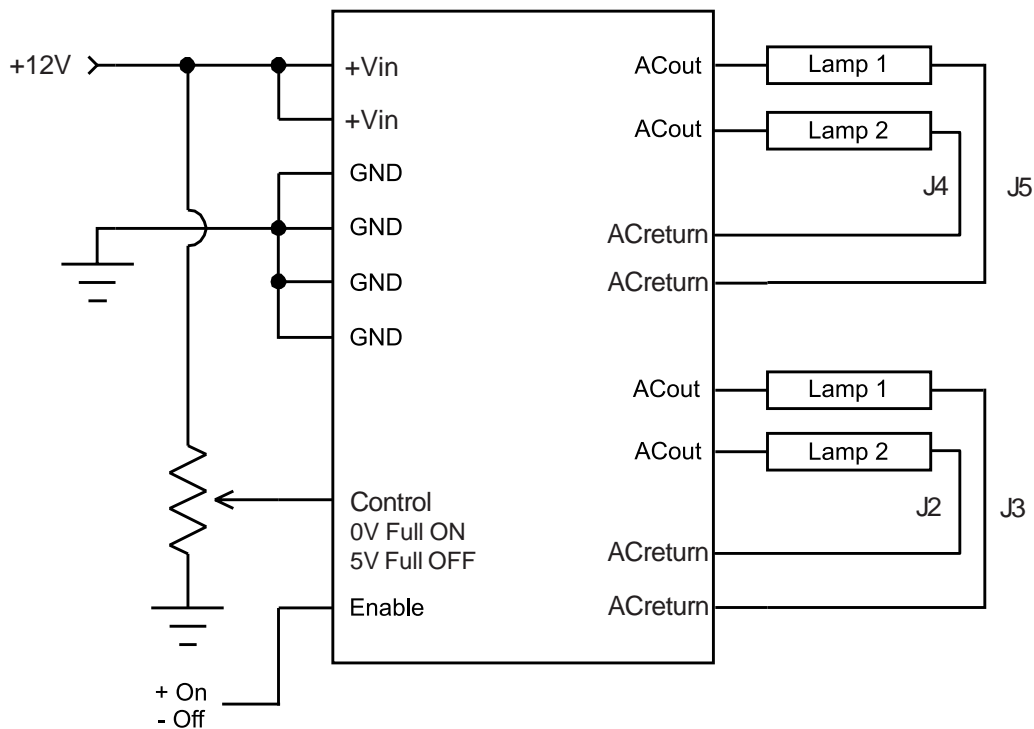 +12V
+Vin
+Vin
GND
GND
GND
GND
Control
0V Full ON
5V Full OFF
Enable
+ On
- Off
ACout
Lamp 1
ACout
Lamp 2
J4
J5
ACreturn
ACreturn
ACout
Lamp 1
ACout
Lamp 2
J2
J3
ACreturn
ACreturn